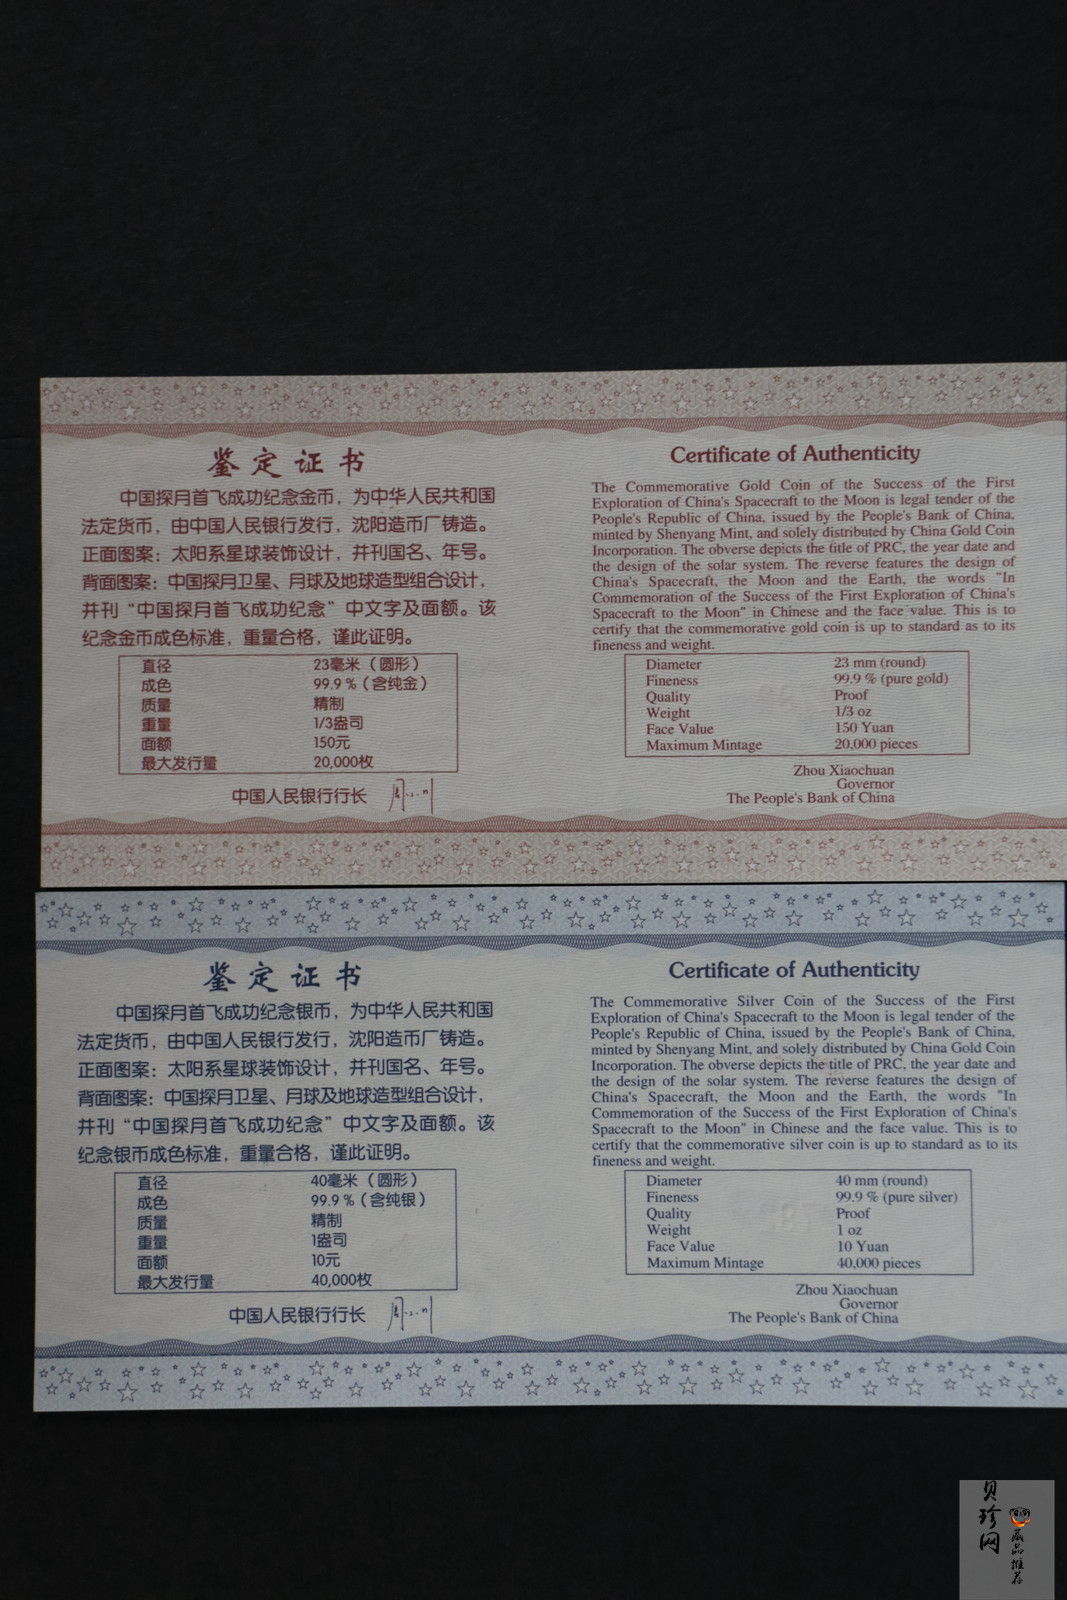 鉴定证书
中国探月首飞成功纪念金币，为中华人民共和国
法定货币，由中国人民银行发行，沈阳造币厂铸造。
正面图案：太阳系星球装饰设计，并刊国名、年号。
背面图案：中国探月卫星、月球及地球造型组合设计，
并刊“中国探月首飞成功纪念”中文字及面额。该
纪念金币成色标准，重量合格，谨此证明。
直径 23毫米（圆形）
成色 99.9％（含纯金）
质量 精制
重量 1/3盎司
面额 150元
最大发行量 20,000枚
中国人民银行行长
Certificate of Authenticity
The Commemorative Gold Coin of the Success of the First
Exploration of China's Spacecraft to the Moon is legal tender of the
People's Republic of China, issued by the People's Bank of China,
minted by Shenyang Mint, and solely distributed by China Gold Coin
Incorporation. The obverse depicts the title of PRC, the year date and
the design of the solar system. The reverse features the design of
China's Spacecraft, the Moon and the Earth, the words "In
Commemoration of the Success of the First Exploration of China's
Spacecraft to the Moon" in Chinese and the face value. This is to
certify that the commemorative gold coin is up to standard as to its
fineness and weight.
Diameter 23 mm (round)
Fineness 99.9 % (pure gold)
Quality Proof
Weight 1/3 oz
Face Value 150 Yuan
Maximum Mintage 20,000 pieces
Zhou Xiaochuan
Governor
The People's Bank of China
鉴定证书
中国探月首飞成功纪念银币，为中华人民共和国
法定货币，由中国人民银行发行，沈阳造币厂铸造。
正面图案：太阳系星球装饰设计，并刊国名、年号。
背面图案：中国探月卫星、月球及地球造型组合设计，
并刊“中国探月首飞成功纪念”中文字及面额。该
纪念银币成色标准，重量合格，谨此证明。
直径 40毫米（圆形）
成色 99.9％（含纯银）
质量 精制
重量 1盎司
面额 10元
最大发行量 40,000枚
中国人民银行行长
Certificate of Authenticity
The Commemorative Silver Coin of the Success of the First
Exploration of China's Spacecraft to the Moon is legal tender of the
People's Republic of China, issued by the People's Bank of China,
minted by Shenyang Mint, and solely distributed by China Gold Coin
Incorporation. The obverse depicts the title of PRC, the year date and
the design of the solar system. The reverse features the design of
China's Spacecraft, the Moon and the Earth, the words "In
Commemoration of the Success of the First Exploration of China's
Spacecraft to the Moon" in Chinese and the face value. This is to
certify that the commemorative silver coin is up to standard as to its
fineness and weight.
Diameter 40 mm (round)
Fineness 99.9 % (pure silver)
Quality Proof
Weight 1 oz
Face Value 10 Yuan
Maximum Mintage 40,000 pieces
Zhou Xiaochuan
Governor
The People's Bank of China
贝珍网
藏品推荐